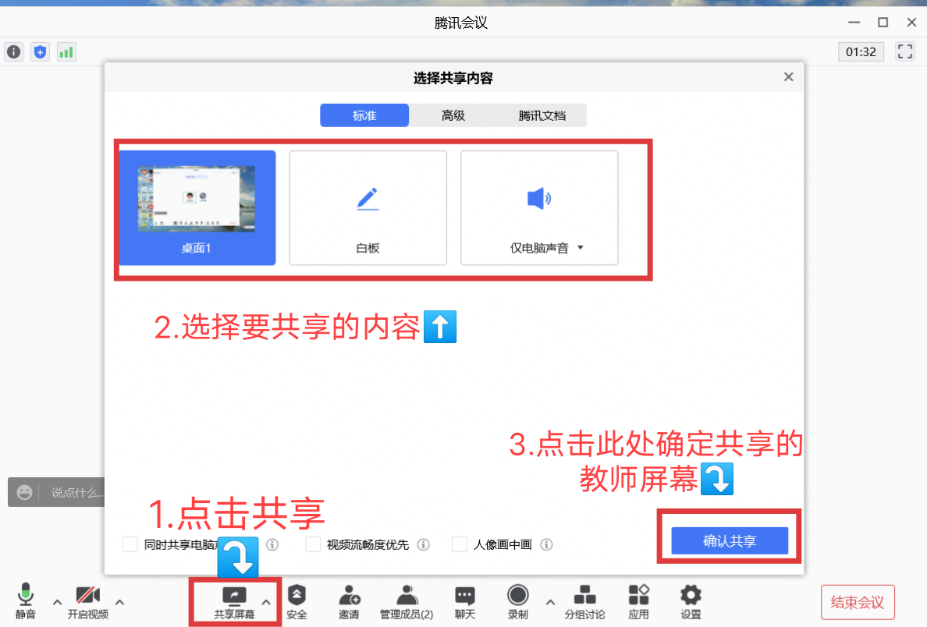 腾讯会议
01:32
选择共享内容
标准
高级
腾讯文档
桌面1
白板
仅电脑声音
2.选择要共享的内容
3.点击此处确定共享的
教师屏幕
说点什么...
1.点击共享
同时共享电脑
视频流畅度优先
人像画中画
确认共享
静音
开启视频
共享屏幕
安全
邀请
管理成员(2)
聊天
录制
分组讨论
应用
设置
结束会议